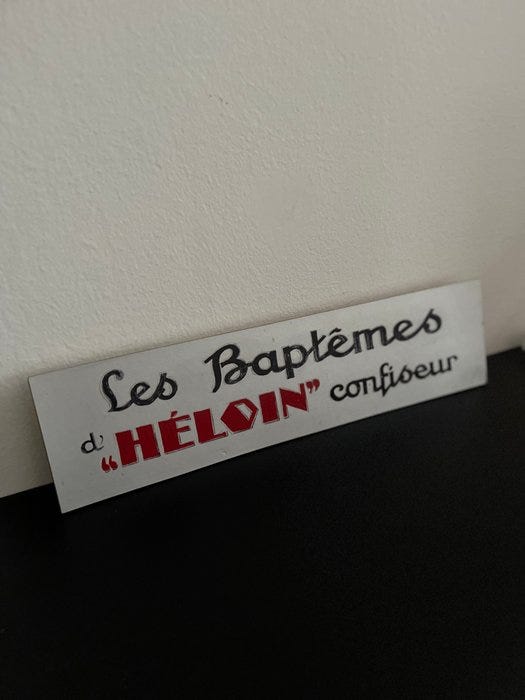 Les Baptêmes
d' “HÉLOIN” confiseur